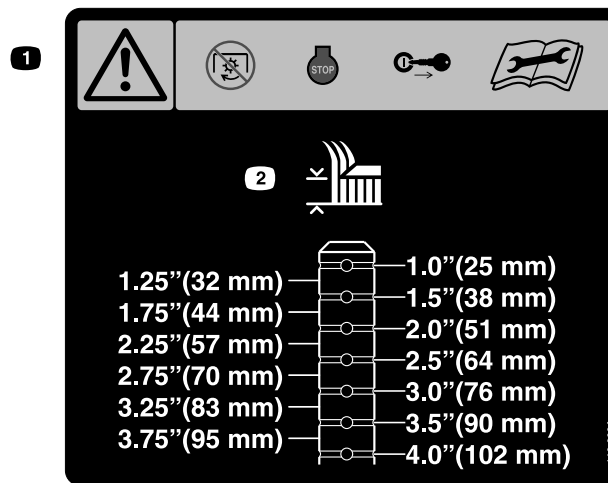 1
STOP
2
1.0”(25 mm)
1.25”(32 mm)
1.5”(38 mm)
1.75”(44 mm)
2.0”(51 mm)
2.25”(57 mm)
2.5”(64 mm)
2.75”(70 mm)
3.0”(76 mm)
3.25”(83 mm)
3.5”(90 mm)
3.75”(95 mm)
4.0”(102 mm)